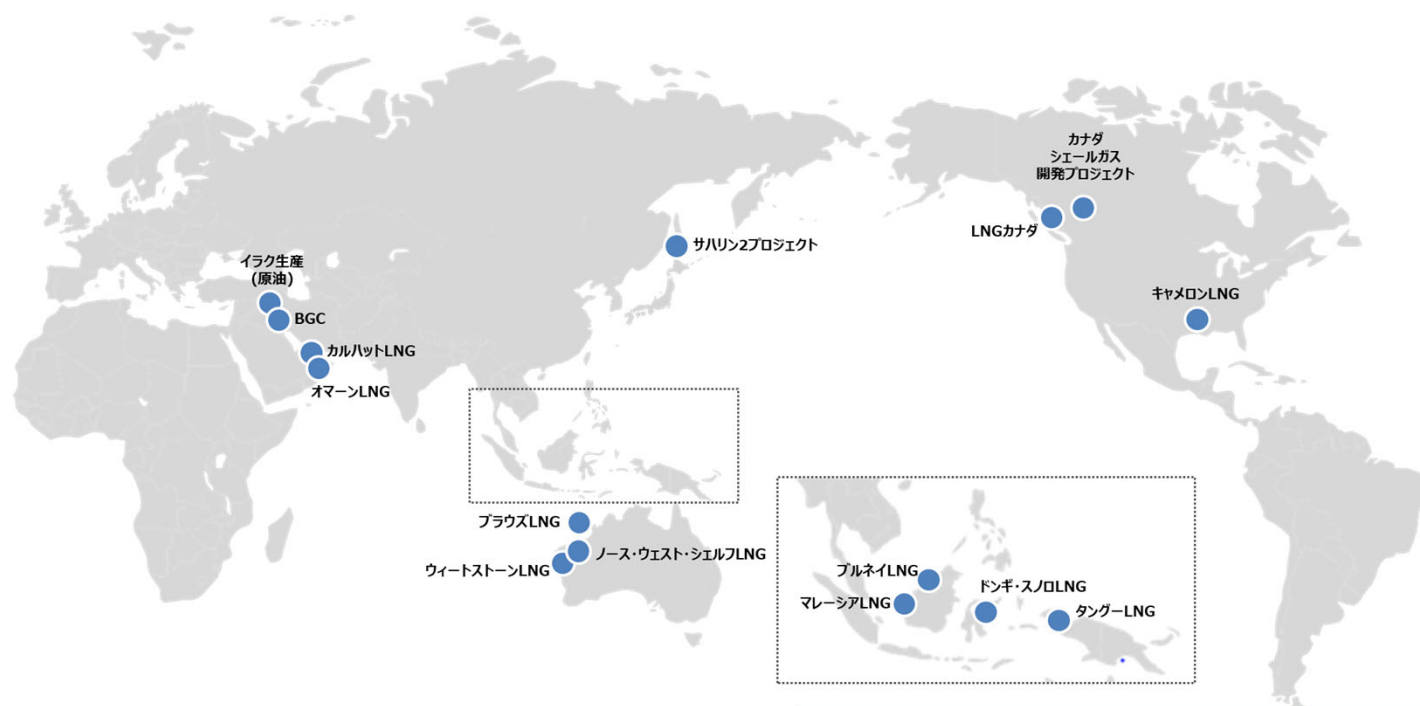 カナダ
シェールガス
開発プロジェクト
LNGカナダ
サハリン2プロジェクト
イラク生産
(原油)
BGC
キャメロンLNG
カルハットLNG
オマーンLNG
ブラウズLNG
ノース・ウェスト・シェルフLNG
ウィートストーンLNG
ブルネイLNG
ドンギ・スノロLNG
マレーシアLNG
タングーLNG